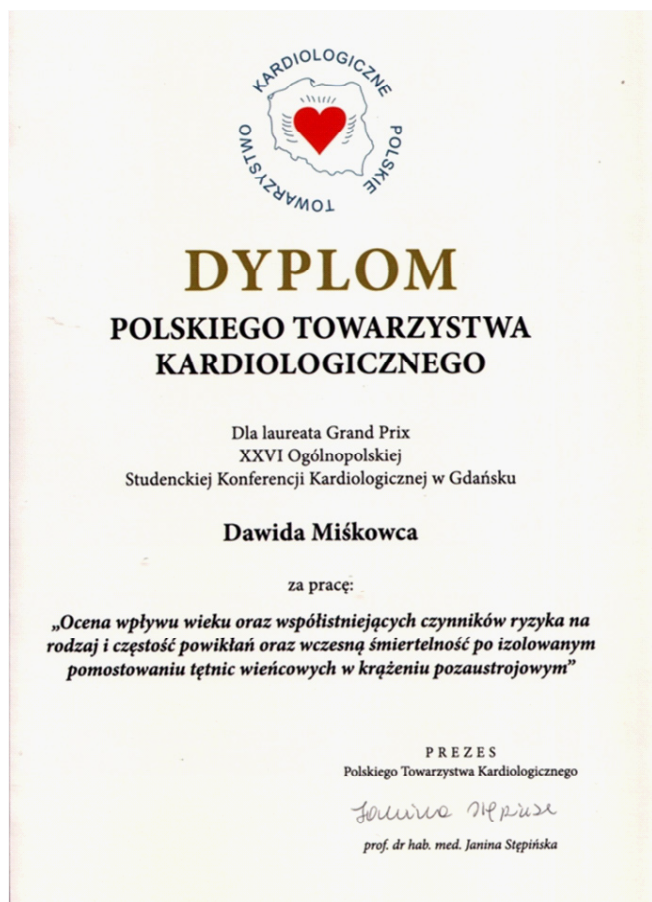 KARDIOLOGICZNE
POLSKIE
TOWARZYSTWO
DYPLOM
POLSKIEGO TOWARZYSTWA
KARDIOLOGICZNEGO
Dla laureata Grand Prix
XXVI Ogólnopolskiej
Studenckiej Konferencji Kardiologicznej w Gdańsku
Dawida Miśkowca
za pracę:
„Ocena wpływu wieku oraz współistniejących czynników ryzyka na
rodzaj i częstość powikłań oraz wczesną śmiertelność po izolowanym
pomostowaniu tętnic wieńcowych w krążeniu pozaustrojowym”
PREZES
Polskiego Towarzystwa Kardiologicznego
Janina Stępińska
prof. dr hab. med. Janina Stępińska